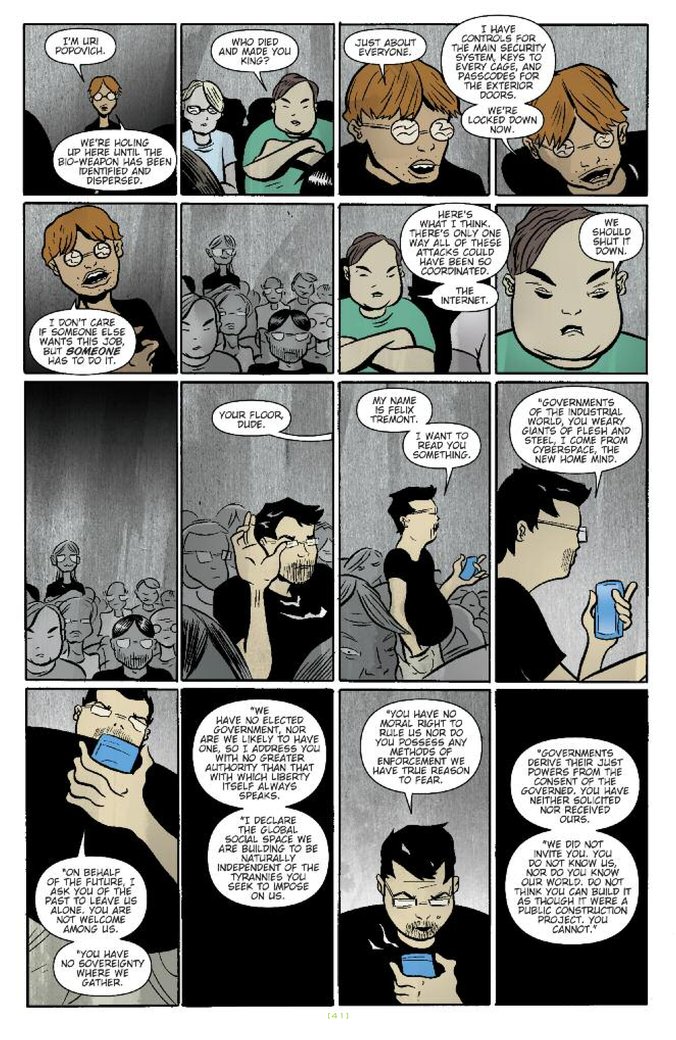 I'M URI
POPOVICH.
WE'RE HOLING
UP HERE UNTIL THE
BIO-WEAPON HAS BEEN
IDENTIFIED AND
DISPERSED.
WHO DIED
AND MADE YOU
KING?
JUST ABOUT
EVERYONE.
I HAVE
CONTROLS FOR
THE MAIN SECURITY
SYSTEM, KEYS TO
EVERY CAGE, AND
PASSCODES FOR
THE EXTERIOR
DOORS.
WE'RE
LOCKED DOWN
NOW.
I DON'T CARE
IF SOMEONE ELSE
WANTS THIS JOB,
BUT SOMEONE
HAS TO DO IT.
HERE'S
WHAT I THINK.
THERE'S ONLY ONE
WAY ALL OF THESE
ATTACKS COULD
HAVE BEEN SO
COORDINATED.
THE
INTERNET.
WE
SHOULD
SHUT IT
DOWN.
YOUR FLOOR,
DUDE.
MY NAME
IS FELIX
TREMONT.
I WANT TO
READ YOU
SOMETHING.
"GOVERNMENTS
OF THE INDUSTRIAL
WORLD, YOU WEARY
GIANTS OF FLESH AND
STEEL, I COME FROM
CYBERSPACE, THE
NEW HOME MIND.
"ON BEHALF
OF THE FUTURE, I
ASK YOU OF THE
PAST TO LEAVE US
ALONE. YOU ARE
NOT WELCOME
AMONG US.
"YOU HAVE
NO SOVEREIGNTY
WHERE WE
GATHER.
"WE
HAVE NO ELECTED
GOVERNMENT, NOR
ARE WE LIKELY TO HAVE
ONE, SO I ADDRESS YOU
WITH NO GREATER
AUTHORITY THAN THAT
WITH WHICH LIBERTY
ITSELF ALWAYS
SPEAKS.
"I DECLARE
THE GLOBAL
SOCIAL SPACE WE
ARE BUILDING TO BE
NATURALLY
INDEPENDENT OF THE
TYRANNIES YOU
SEEK TO IMPOSE
ON US.
"YOU HAVE NO
MORAL RIGHT TO
RULE US NOR DO
YOU POSSESS ANY
METHODS OF
ENFORCEMENT WE
HAVE TRUE REASON
TO FEAR.
"GOVERNMENTS
DERIVE THEIR JUST
POWERS FROM THE
CONSENT OF THE
GOVERNED. YOU HAVE
NEITHER SOLICITED
NOR RECEIVED
OURS.
"WE DID NOT
INVITE YOU. YOU
DO NOT KNOW US,
NOR DO YOU KNOW
OUR WORLD. DO NOT
THINK YOU CAN BUILD IT
AS THOUGH IT WERE A
PUBLIC CONSTRUCTION
PROJECT. YOU
CANNOT."
[41]